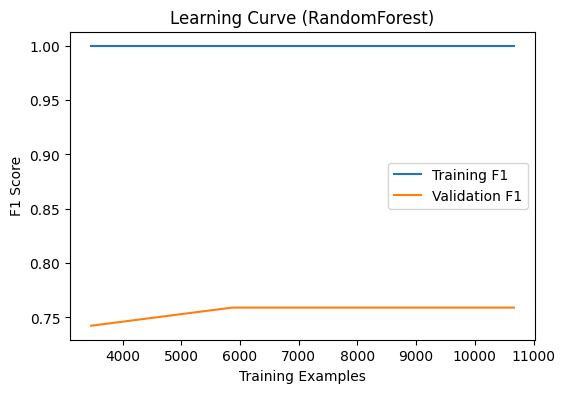 Learning Curve (RandomForest)
F1 Score
1.00
0.95
0.90
0.85
0.80
0.75
Training F1
Validation F1
4000 5000 6000 7000 8000 9000 10000 11000
Training Examples